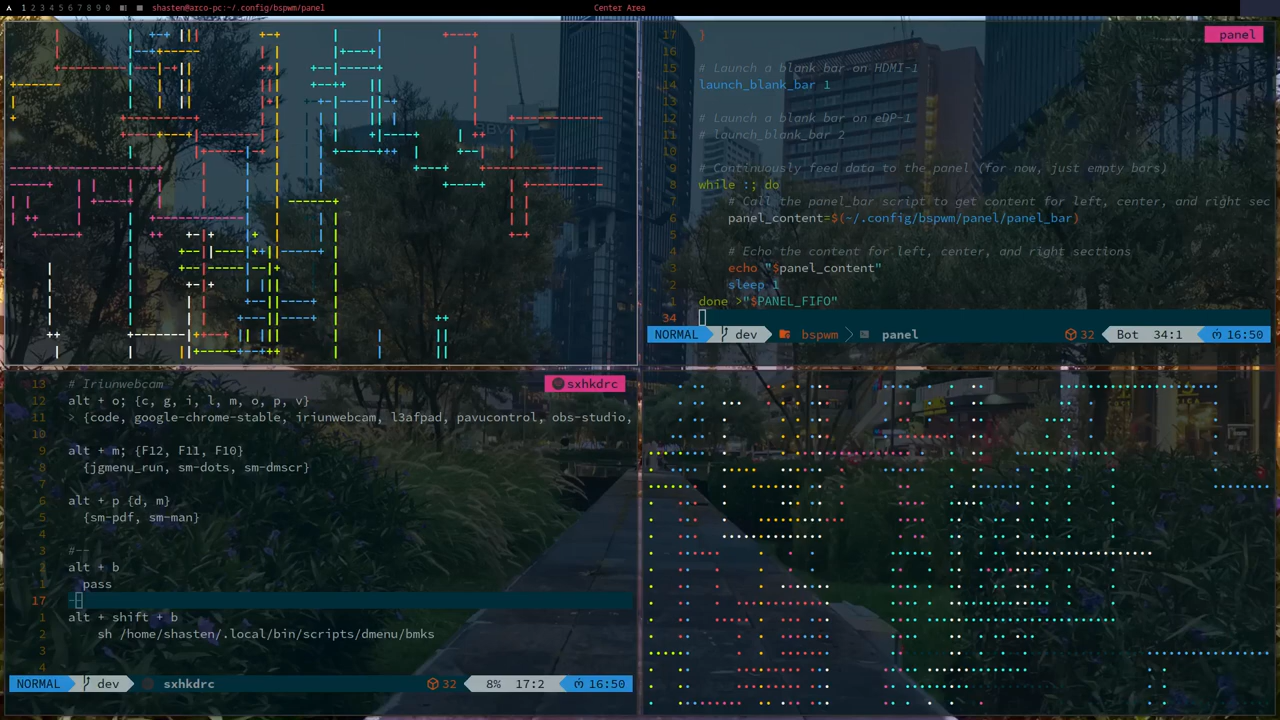 1 2 3 4 5 6 7 8 9 0 shasten@arco-pc:~/.config/bspwm/panel Center Area
panel
17 }
16
15 # Launch a blank bar on HDMI-1
14 launch_blank_bar 1
13
12 # Launch a blank bar on eDP-1
11 # launch_blank_bar 2
10
9 # Continuously feed data to the panel (for now, just empty bars)
8 while :; do
7 # Call the panel_bar script to get content for left, center, and right sec
6 panel_content=$(~/.config/bspwm/panel/panel_bar)
5
4 # Echo the content for left, center, and right sections
3 echo "$panel_content"
2 sleep 1
1 done >"$PANEL_FIFO"
34
NORMAL dev bspwm panel 32 Bot 34:1 16:50
sxhkdrc
13 # Iriunwebcam
12 alt + o; {c, g, i, l, m, o, p, v}
11 > {code, google-chrome-stable, iriunwebcam, l3afpad, pavucontrol, obs-studio,
10
9 alt + m; {F12, F11, F10}
8 {jgmenu_run, sm-dots, sm-dmscr}
7
6 alt + p {d, m}
5 {sm-pdf, sm-man}
4
3 #--
2 alt + b
1 pass
17
1 alt + shift + b
2 sh /home/shasten/.local/bin/scripts/dmenu/bmks
3
4
NORMAL dev sxhkdrc 32 8% 17:2 16:50